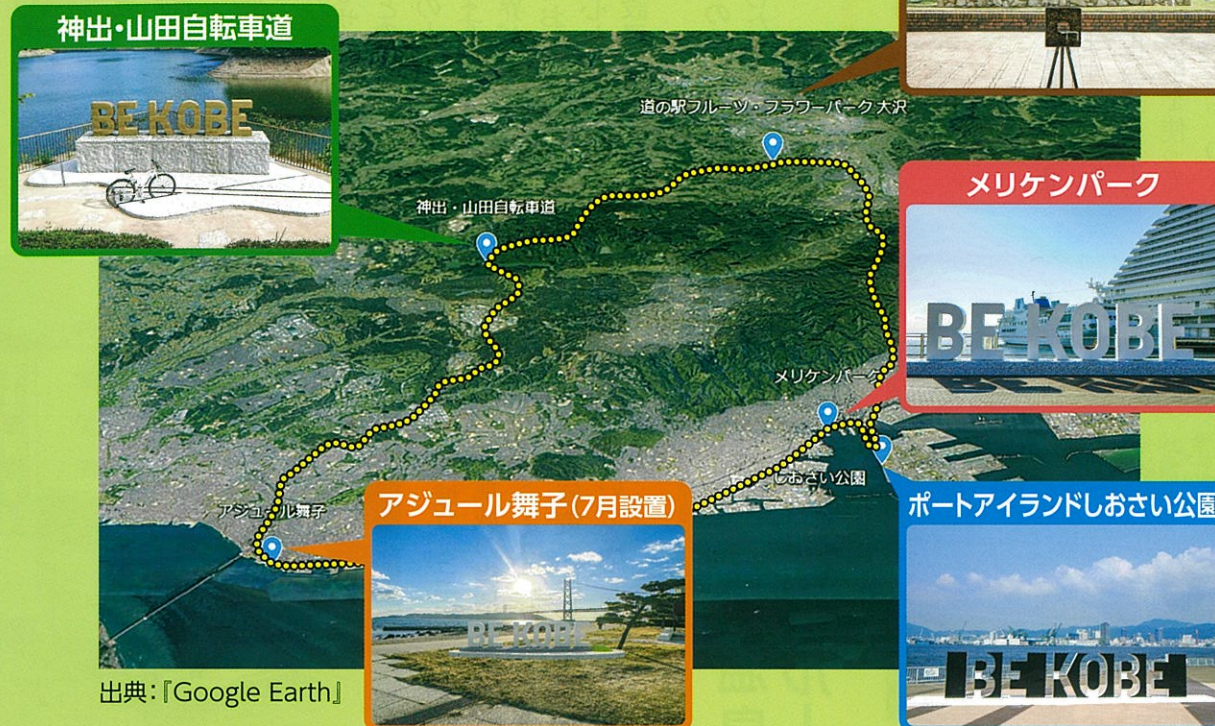 神出・山田自転車道
BE KOBE
道の駅フルーツ・フラワーパーク大沢
神出・山田自転車道
メリケンパーク
BE KOBE
メリケンパーク
しおさい公園
アジュール舞子
アジュール舞子(7月設置)
BE KOBE
ポートアイランドしおさい公園
BE KOBE
出典:『Google Earth』